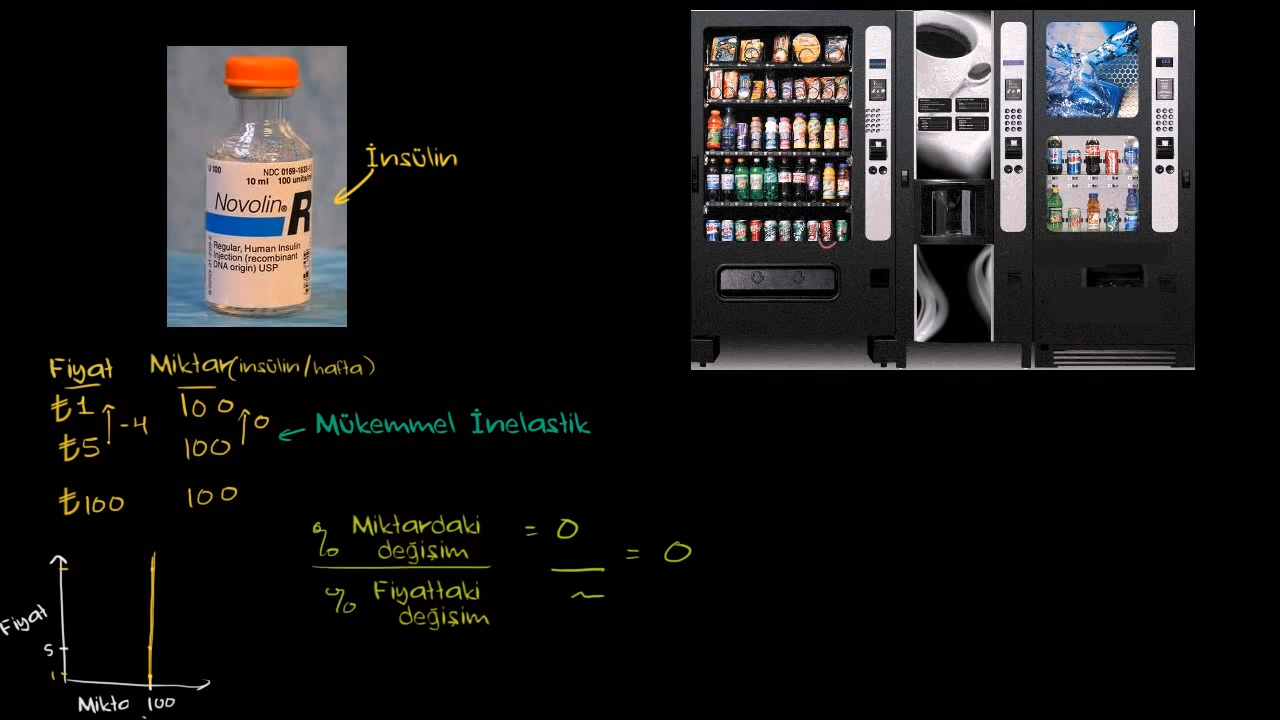 U 100
NDC 0169-1833-
10 ml 100 units/
Novolin® R
Regular, Human Insulin
Injection (recombinant
DNA origin) USP
İnsülin
Fiyat Miktar(insülin/hafta)
₺1 -4 100 0
₺5 100
Mükemmel İnelastik
₺100 100
% Miktardaki değişim = 0 = 0
% Fiyattaki değişim ~
Fiyat
5
1
Mikta 100